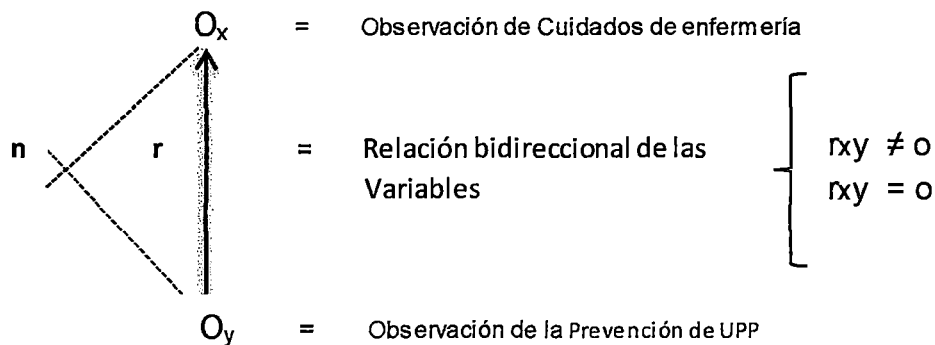 Oₓ = Observación de Cuidados de enfermería
n r = Relación bidireccional de las
Variables
rxy ≠ o
rxy = o
Oᵧ = Observación de la Prevención de UPP